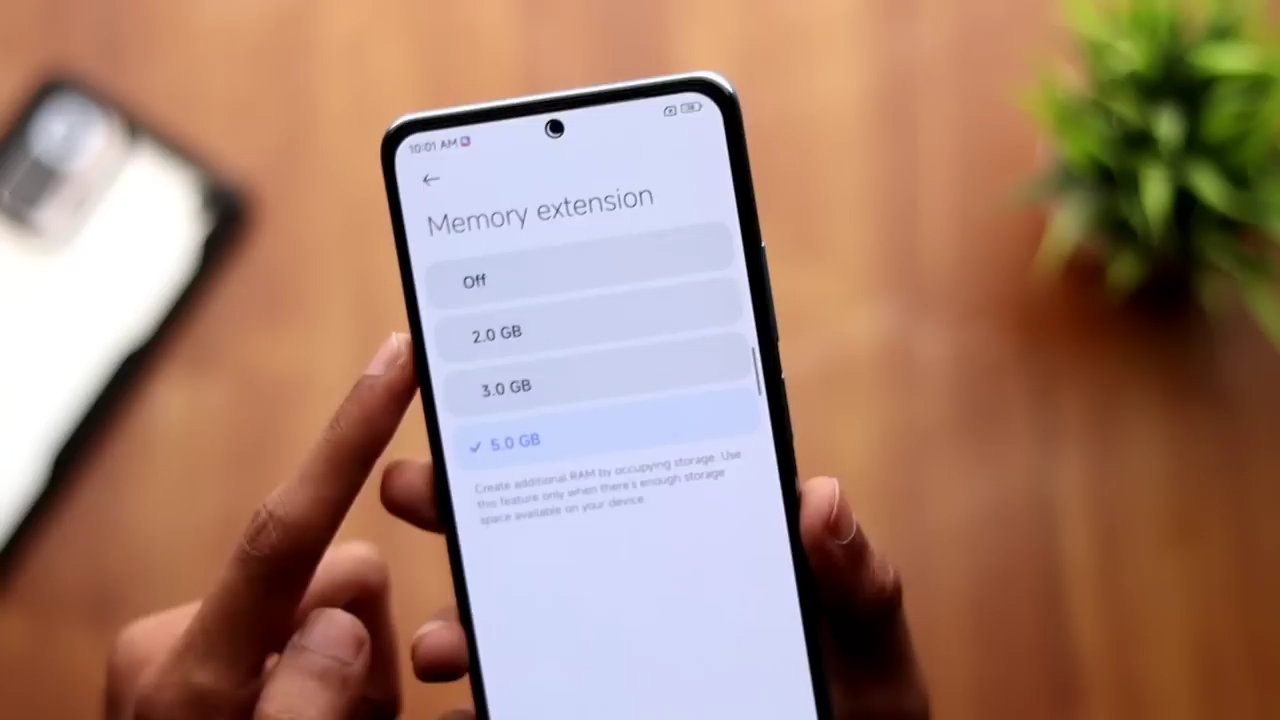 10:01 AM
Memory extension
Off
2.0 GB
3.0 GB
5.0 GB
Create additional RAM by occupying storage. Use
this feature only when there's enough storage
space available on your device.